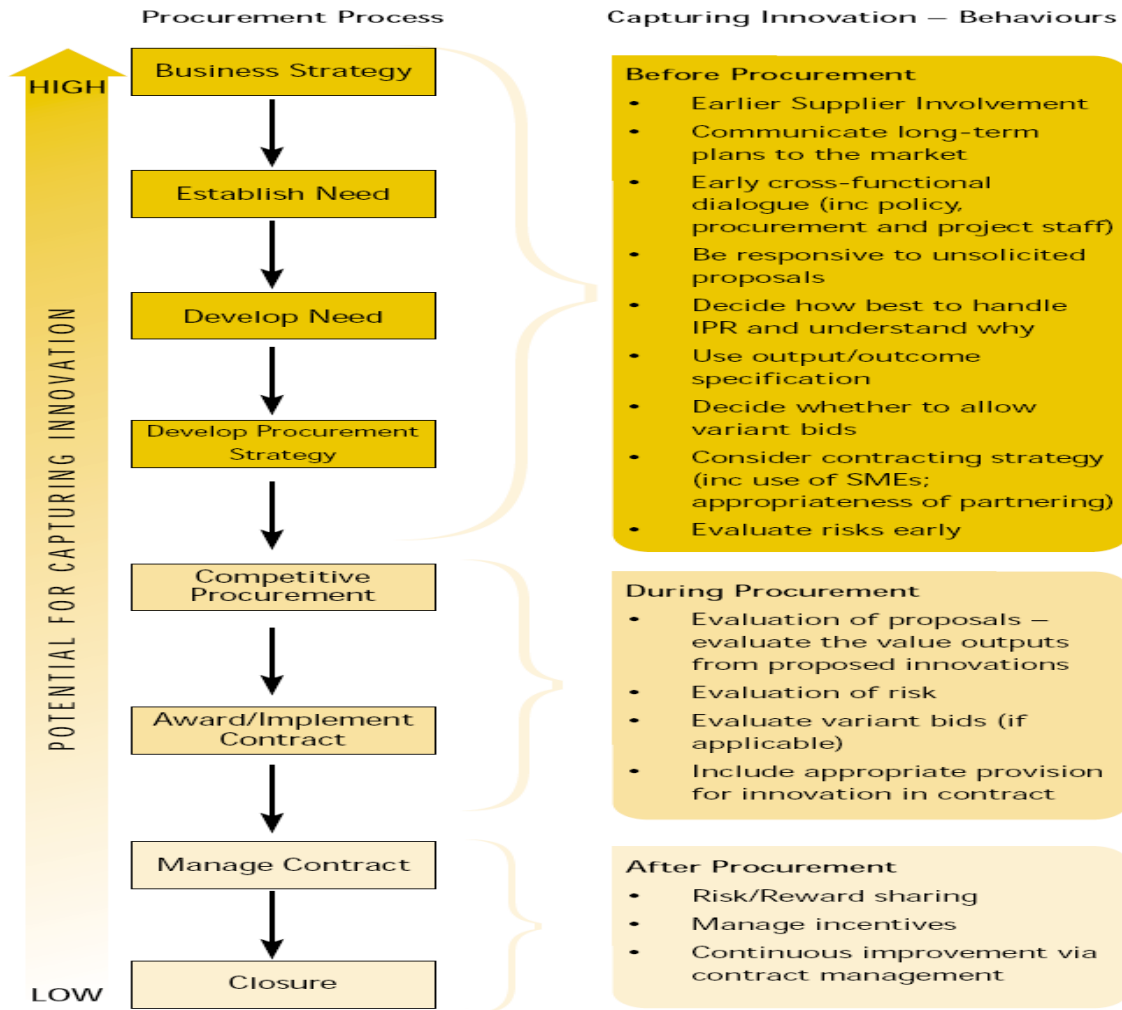 Procurement Process
Capturing Innovation – Behaviours
HIGH
POTENTIAL FOR CAPTURING INNOVATION
LOW
Business Strategy
Establish Need
Develop Need
Develop Procurement
Strategy
Competitive
Procurement
Award/Implement
Contract
Manage Contract
Closure
Before Procurement
• Earlier Supplier Involvement
• Communicate long-term
plans to the market
• Early cross-functional
dialogue (inc policy,
procurement and project staff)
• Be responsive to unsolicited
proposals
• Decide how best to handle
IPR and understand why
• Use output/outcome
specification
• Decide whether to allow
variant bids
• Consider contracting strategy
(inc use of SMEs;
appropriateness of partnering)
• Evaluate risks early
During Procurement
• Evaluation of proposals –
evaluate the value outputs
from proposed innovations
• Evaluation of risk
• Evaluate variant bids (if
applicable)
• Include appropriate provision
for innovation in contract
After Procurement
• Risk/Reward sharing
• Manage incentives
• Continuous improvement via
contract management